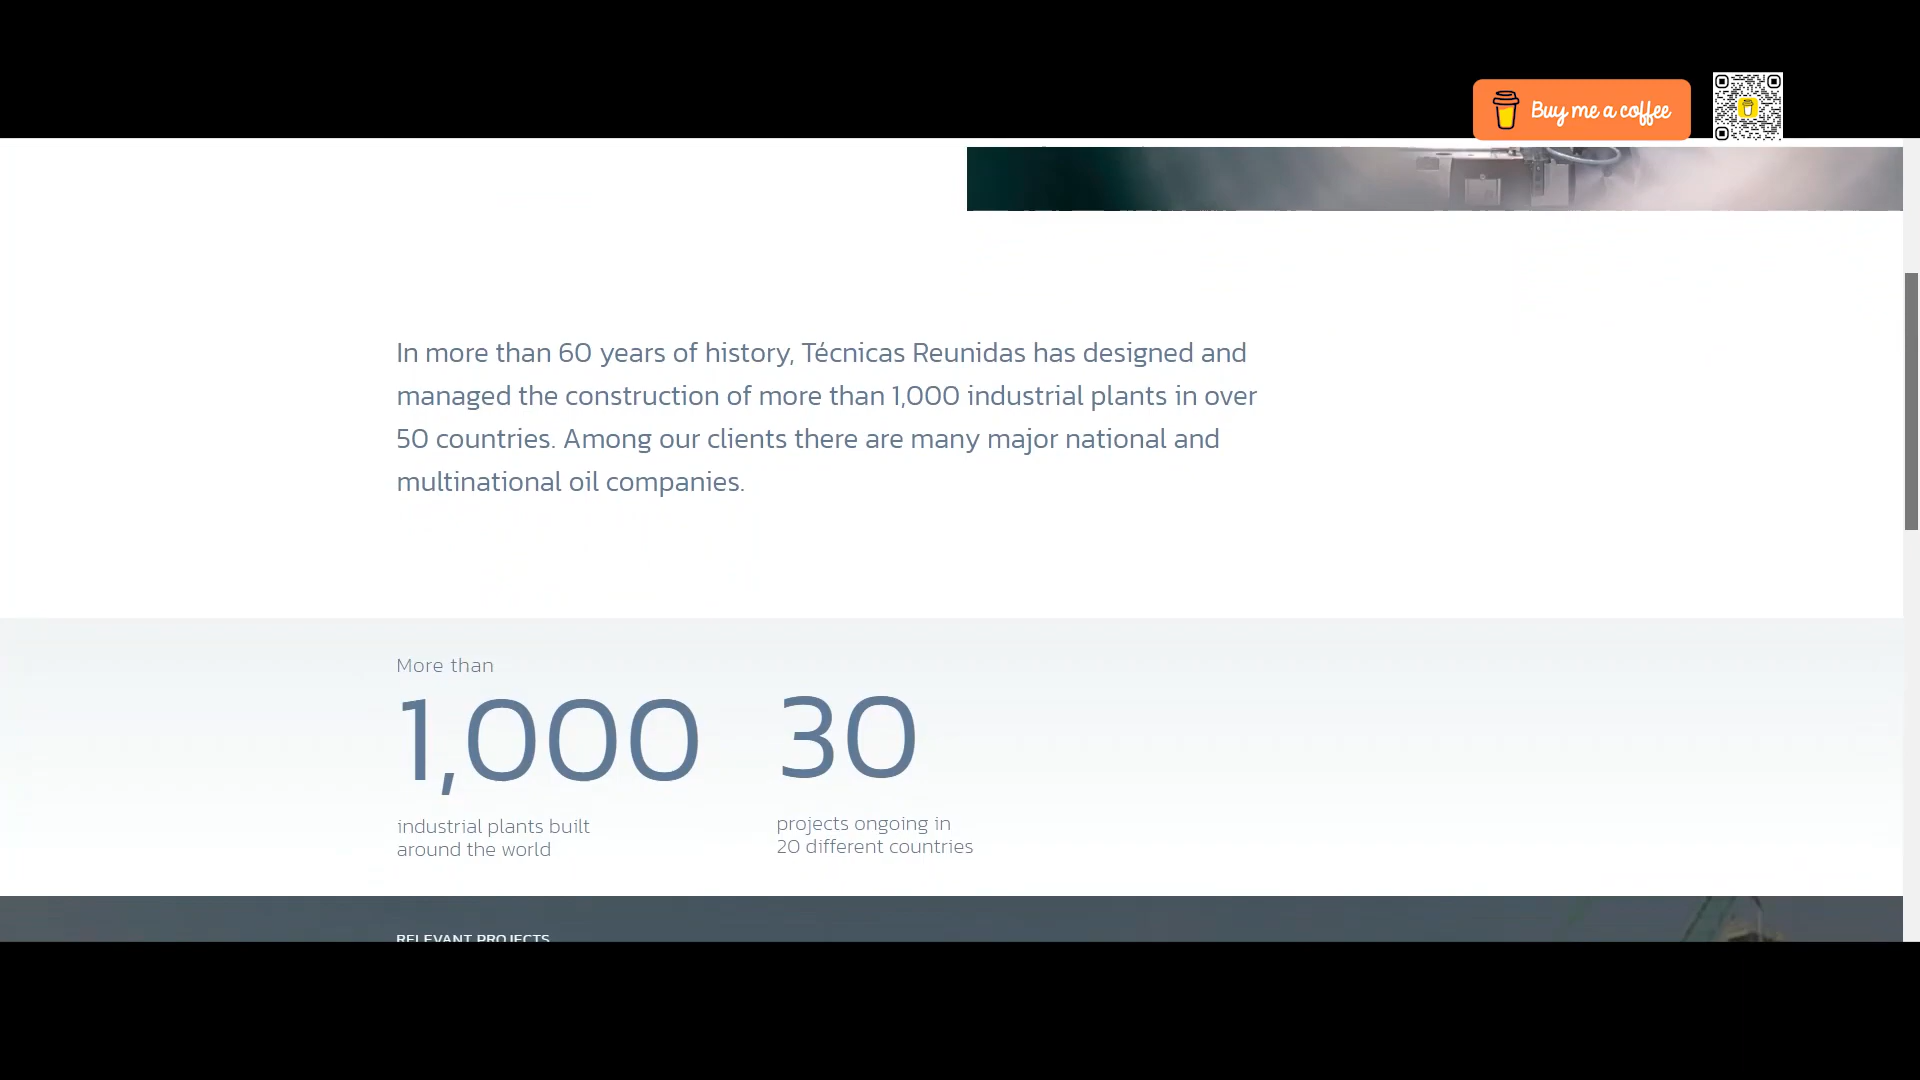 Buy me a coffee
In more than 60 years of history, Técnicas Reunidas has designed and
managed the construction of more than 1,000 industrial plants in over
50 countries. Among our clients there are many major national and
multinational oil companies.
More than
1,000
industrial plants built
around the world
30
projects ongoing in
20 different countries
RELEVANT PROJECTS